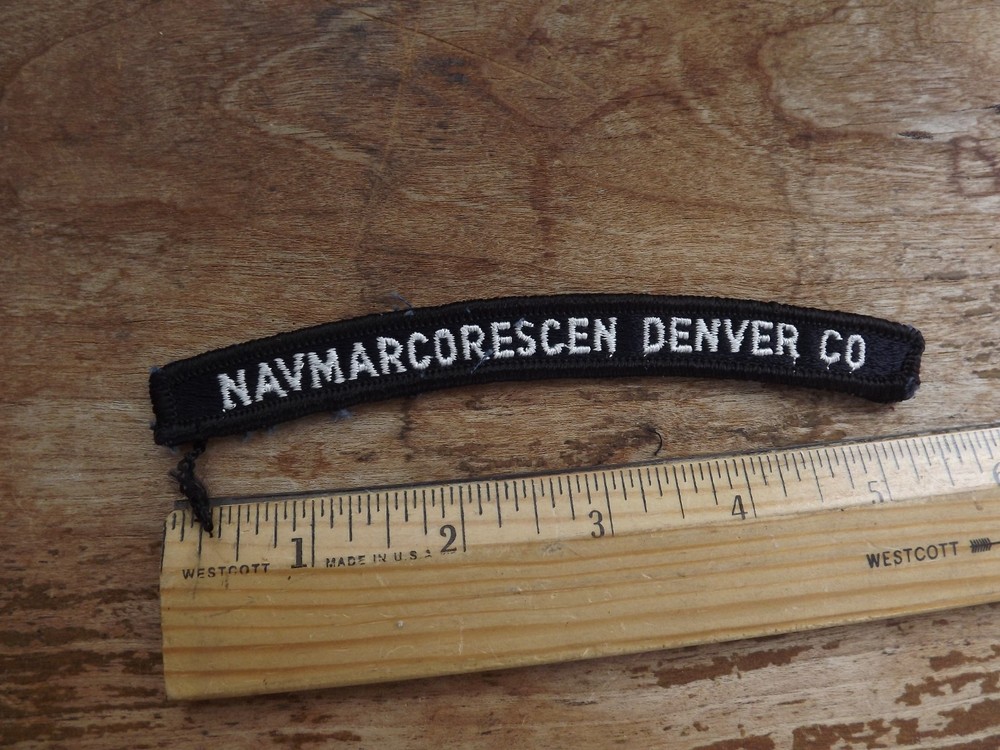 NAVMARCORESCEN DENVER CO
1 2 3 4 5
WESTCOTT MADE IN U.S.A. WESTCOTT